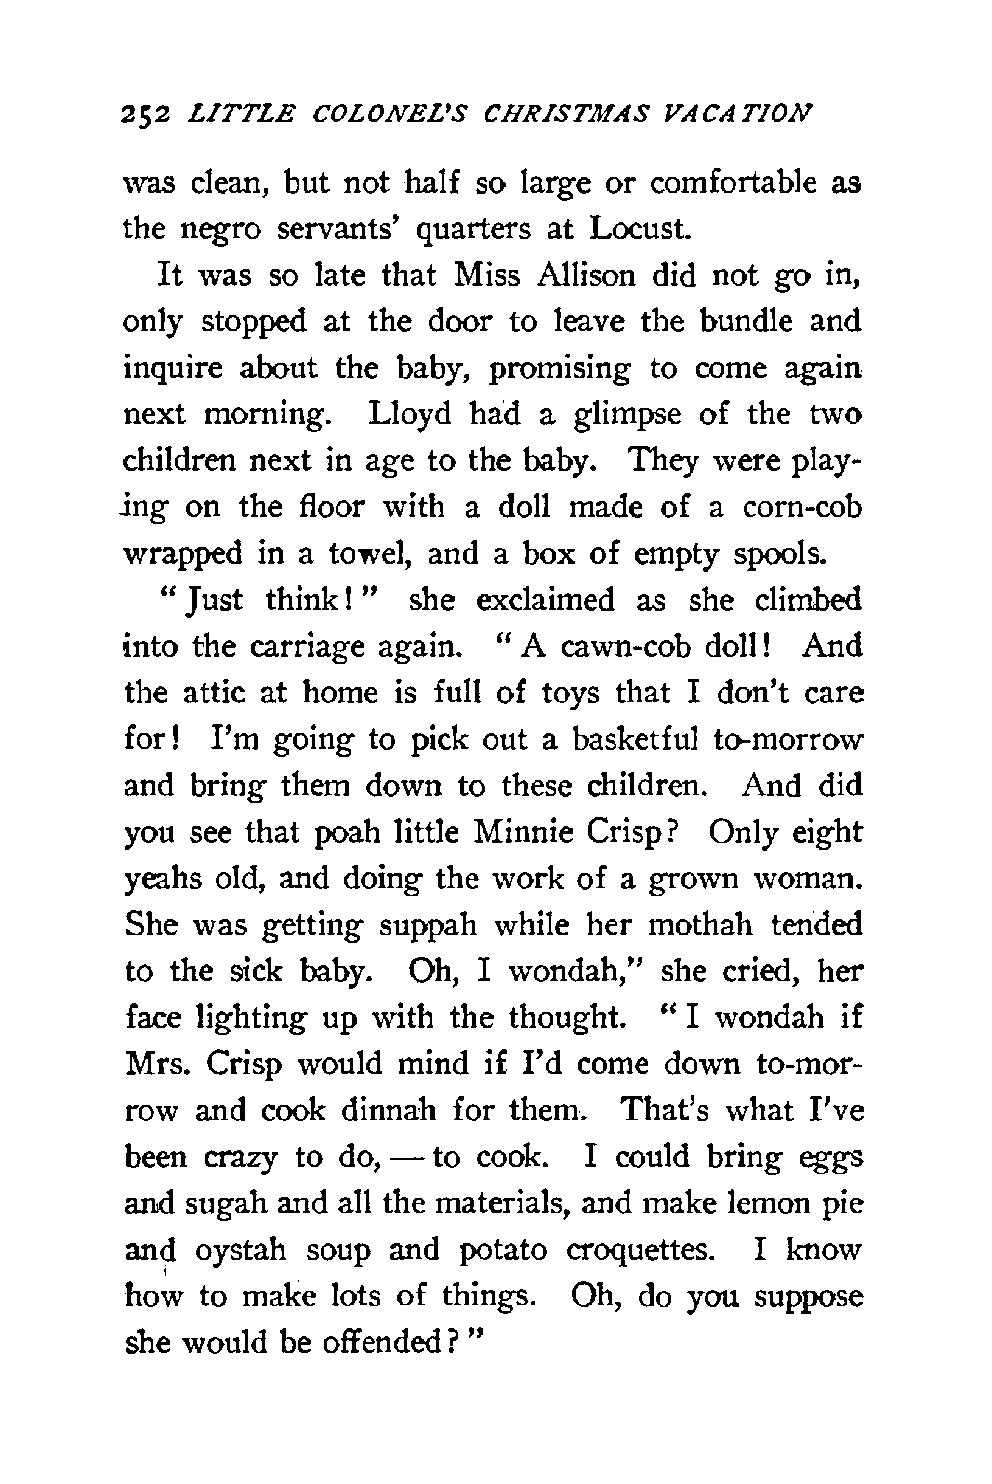 252 LITTLE COLONEL'S CHRISTMAS VACATION
was clean, but not half so large or comfortable as
the negro servants' quarters at Locust.
It was so late that Miss Allison did not go in,
only stopped at the door to leave the bundle and
inquire about the baby, promising to come again
next morning. Lloyd had a glimpse of the two
children next in age to the baby. They were play-
ing on the floor with a doll made of a corn-cob
wrapped in a towel, and a box of empty spools.
" Just think! " she exclaimed as she climbed
into the carriage again. " A cawn-cob doll! And
the attic at home is full of toys that I don't care
for! I'm going to pick out a basketful to-morrow
and bring them down to these children. And did
you see that poah little Minnie Crisp? Only eight
yeahs old, and doing the work of a grown woman.
She was getting suppah while her mothah tended
to the sick baby. Oh, I wondah," she cried, her
face lighting up with the thought. " I wondah if
Mrs. Crisp would mind if I'd come down to-mor-
row and cook dinnah for them. That's what I've
been crazy to do, — to cook. I could bring eggs
and sugah and all the materials, and make lemon pie
and oystah soup and potato croquettes. I know
how to make lots of things. Oh, do you suppose
she would be offended? "